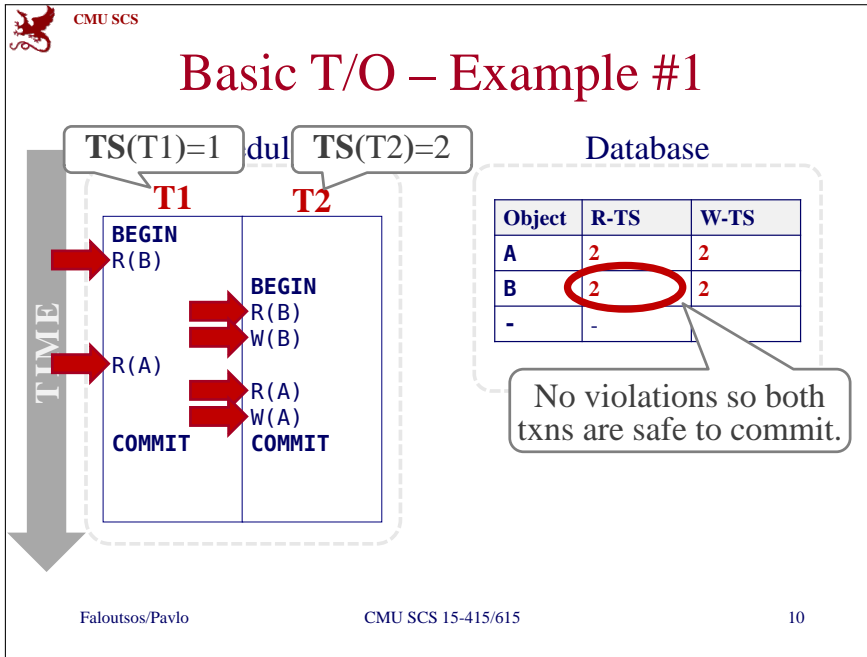 CMU SCS
Basic T/O – Example #1
TS(T1)=1
dul
TS(T2)=2
Database
T1
T2
TIME
BEGIN
R(B)
BEGIN
R(B)
W(B)
R(A)
R(A)
W(A)
COMMIT
COMMIT
Object R-TS W-TS
A 2 2
B 2 2
- -
No violations so both
txns are safe to commit.
Faloutsos/Pavlo CMU SCS 15-415/615 10